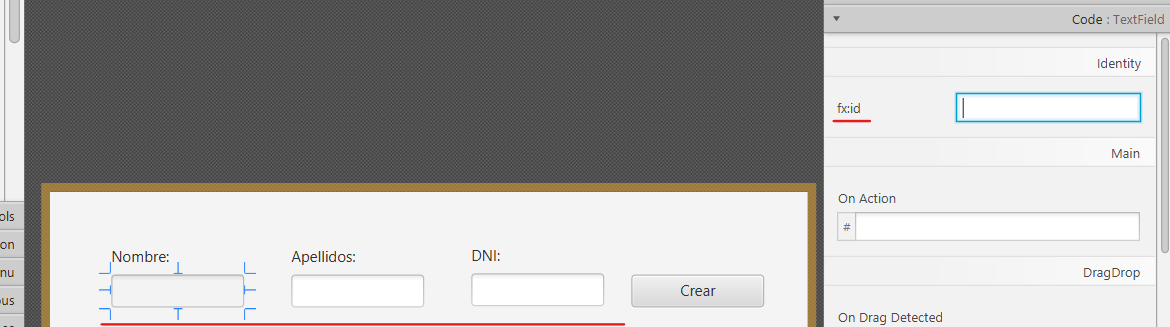 Code : TextField
Identity
fx:id
Main
On Action
#
DragDrop
On Drag Detected
ols
on
nu
ous
Nombre:
Apellidos:
DNI:
Crear